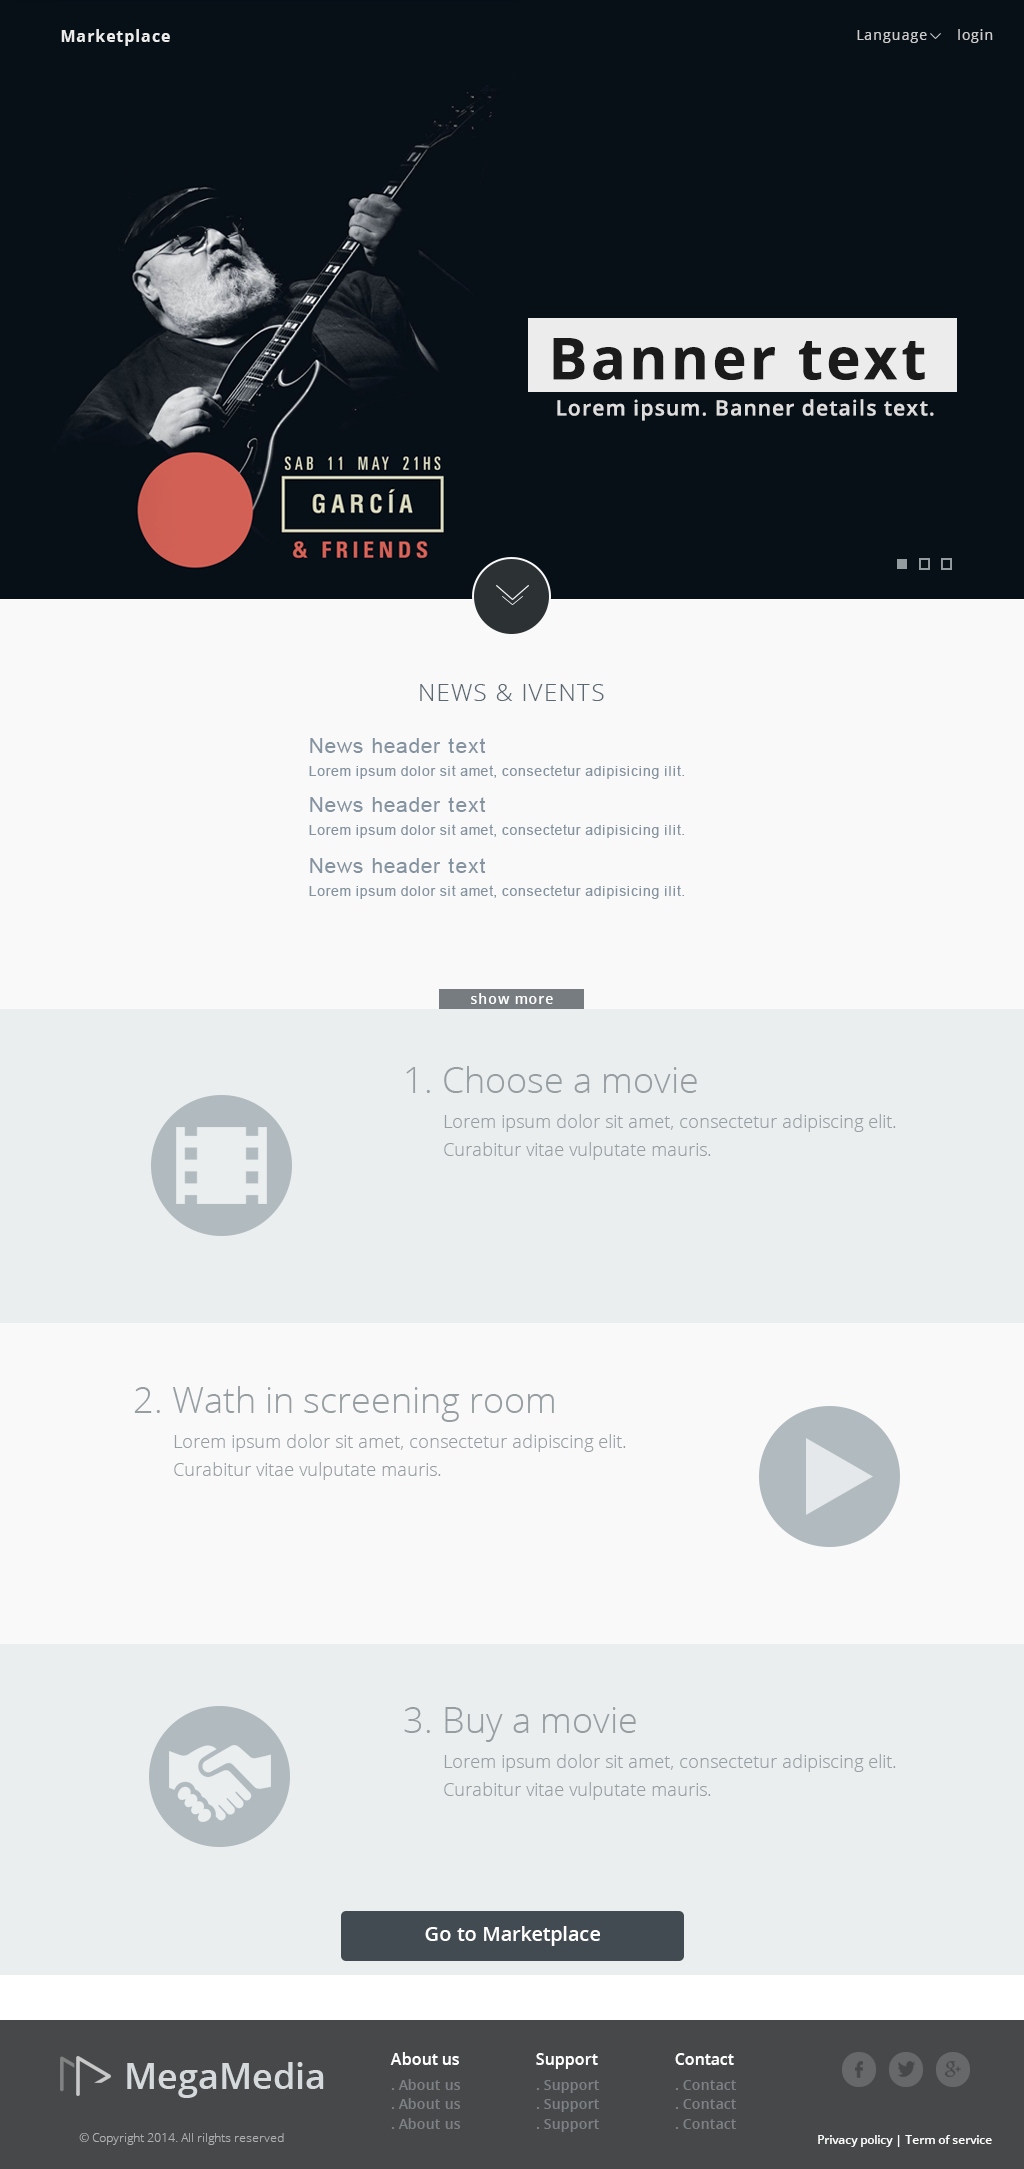 Marketplace
Language login
Banner text
Lorem ipsum. Banner details text.
SAB 11 MAY 21HS
GARCÍA
& FRIENDS
NEWS & IVENTS
News header text
Lorem ipsum dolor sit amet, consectetur adipisicing ilit.
News header text
Lorem ipsum dolor sit amet, consectetur adipisicing ilit.
News header text
Lorem ipsum dolor sit amet, consectetur adipisicing ilit.
show more
1. Choose a movie
Lorem ipsum dolor sit amet, consectetur adipiscing elit.
Curabitur vitae vulputate mauris.
2. Wath in screening room
Lorem ipsum dolor sit amet, consectetur adipiscing elit.
Curabitur vitae vulputate mauris.
3. Buy a movie
Lorem ipsum dolor sit amet, consectetur adipiscing elit.
Curabitur vitae vulputate mauris.
Go to Marketplace
MegaMedia
© Copyright 2014. All rilghts reserved
About us
. About us
. About us
. About us
Support
. Support
. Support
. Support
Contact
. Contact
. Contact
. Contact
Privacy policy | Term of service